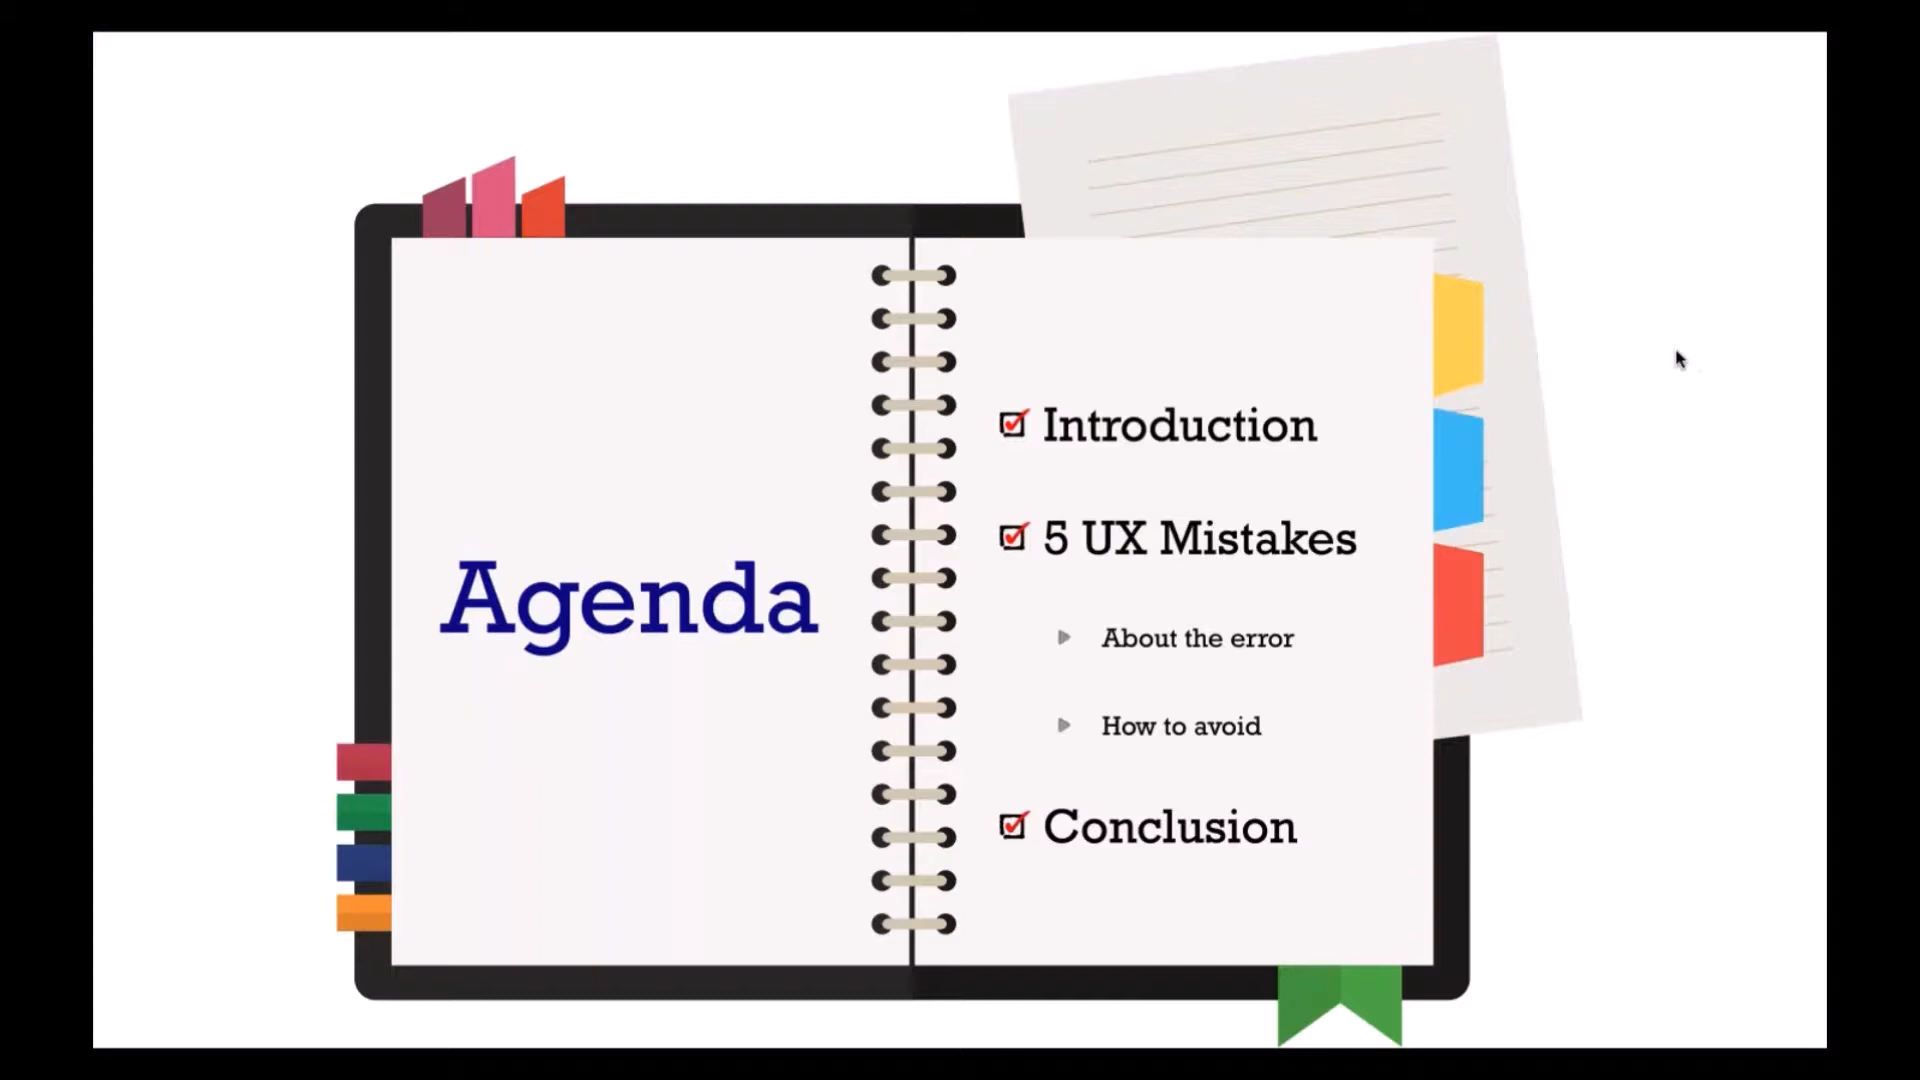 Agenda
Introduction
5 UX Mistakes
About the error
How to avoid
Conclusion